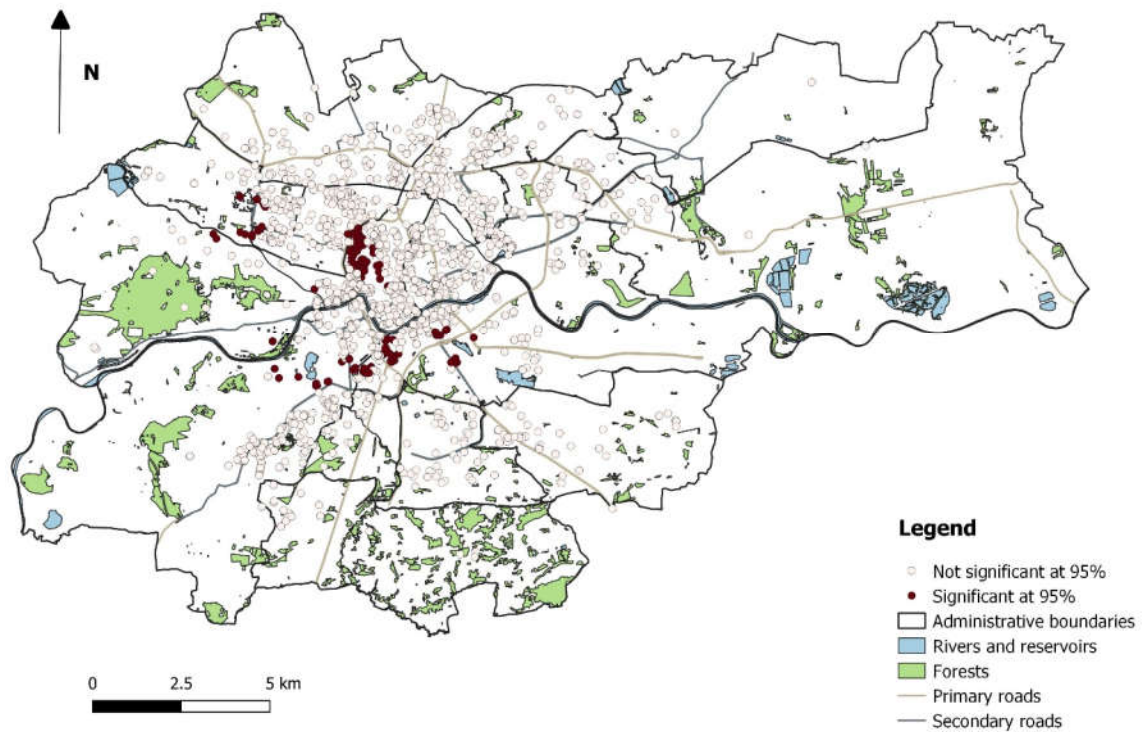 N
Legend
Not significant at 95%
Significant at 95%
Administrative boundaries
Rivers and reservoirs
Forests
Primary roads
Secondary roads
0 2.5 5 km